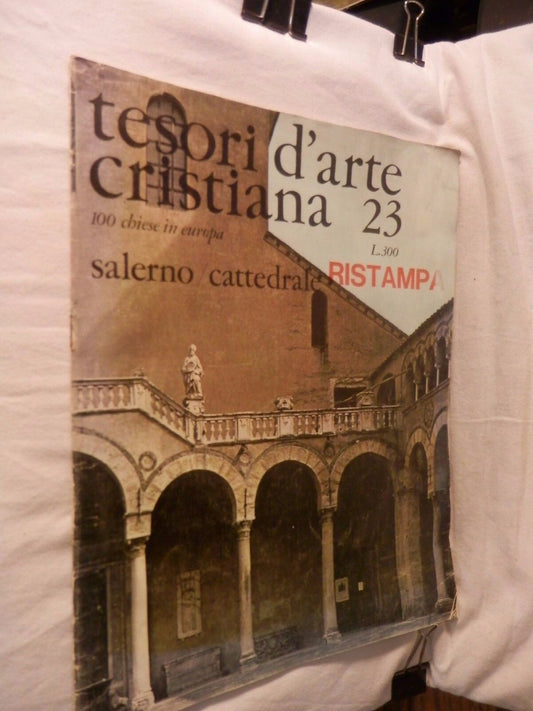 tesori d'arte
cristiana 23
100 chiese in europa
L.300
salerno / cattedrale RISTAMPA